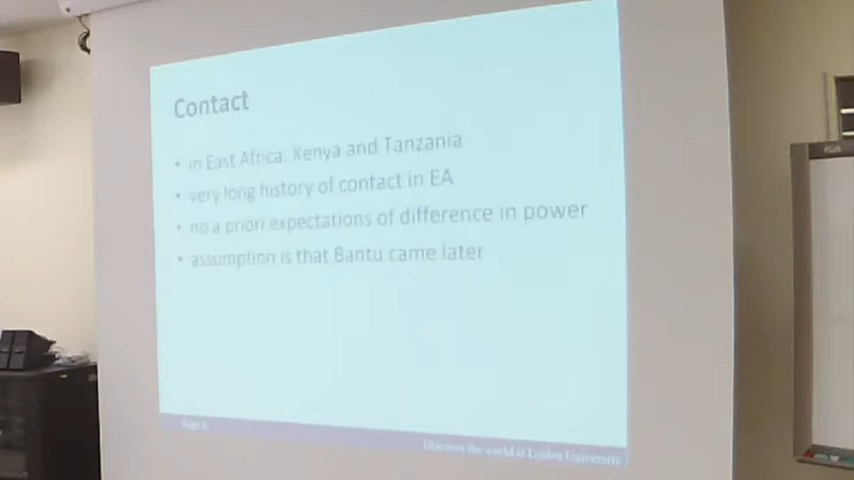 Contact
• in East Africa: Kenya and Tanzania
• very long history of contact in EA
• no a priori expectations of difference in power
• assumption is that Bantu came later
Discover the world at Leiden University